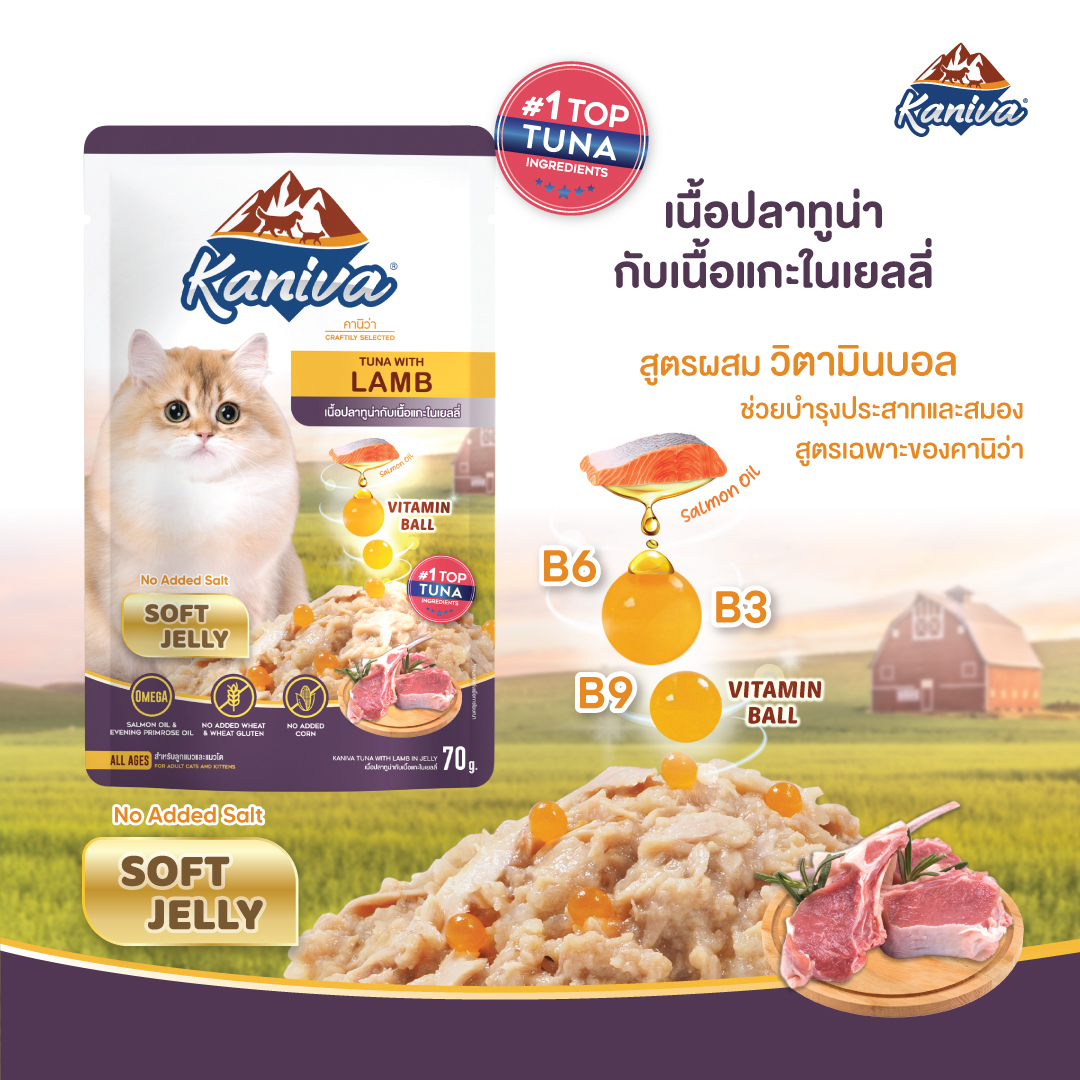 Kaniva®
#1 TOP
TUNA
INGREDIENTS
เนื้อปลาทูน่า
กับเนื้อแกะในเยลลี่
สูตรผสม วิตามินบอล
ช่วยบำรุงประสาทและสมอง
สูตรเฉพาะของคานิว่า
Salmon Oil
B6
B3
B9
VITAMIN
BALL
Kaniva®
คานิว่า
CRAFTILY SELECTED
TUNA WITH
LAMB
เนื้อปลาทูน่ากับเนื้อแกะในเยลลี่
Salmon Oil
VITAMIN
BALL
#1 TOP
TUNA
INGREDIENTS
No Added Salt
SOFT
JELLY
OMEGA
SALMON OIL &
EVENING PRIMROSE OIL
NO ADDED WHEAT
& WHEAT GLUTEN
NO ADDED
CORN
ALL AGES
สำหรับลูกแมวและแมวโต
FOR ADULT CATS AND KITTENS
KANIVA TUNA WITH LAMB IN JELLY
เนื้อปลาทูน่ากับเนื้อแกะในเยลลี่
70 g.
No Added Salt
SOFT
JELLY